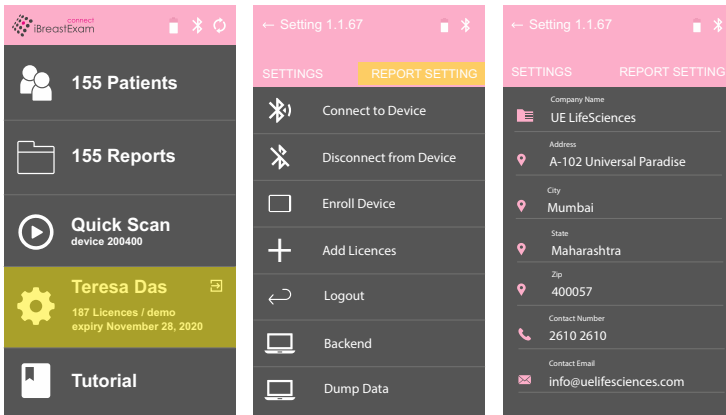 connect
iBreastExam
155 Patients
155 Reports
Quick Scan
device 200400
Teresa Das
187 Licences / demo
expiry November 28, 2020
Tutorial
← Setting 1.1.67
SETTINGS REPORT SETTING
Connect to Device
Disconnect from Device
Enroll Device
Add Licences
Logout
Backend
Dump Data
← Setting 1.1.67
SETTINGS REPORT SETTING
Company Name
UE LifeSciences
Address
A-102 Universal Paradise
City
Mumbai
State
Maharashtra
Zip
400057
Contact Number
2610 2610
Contact Email
info@uelifesciences.com